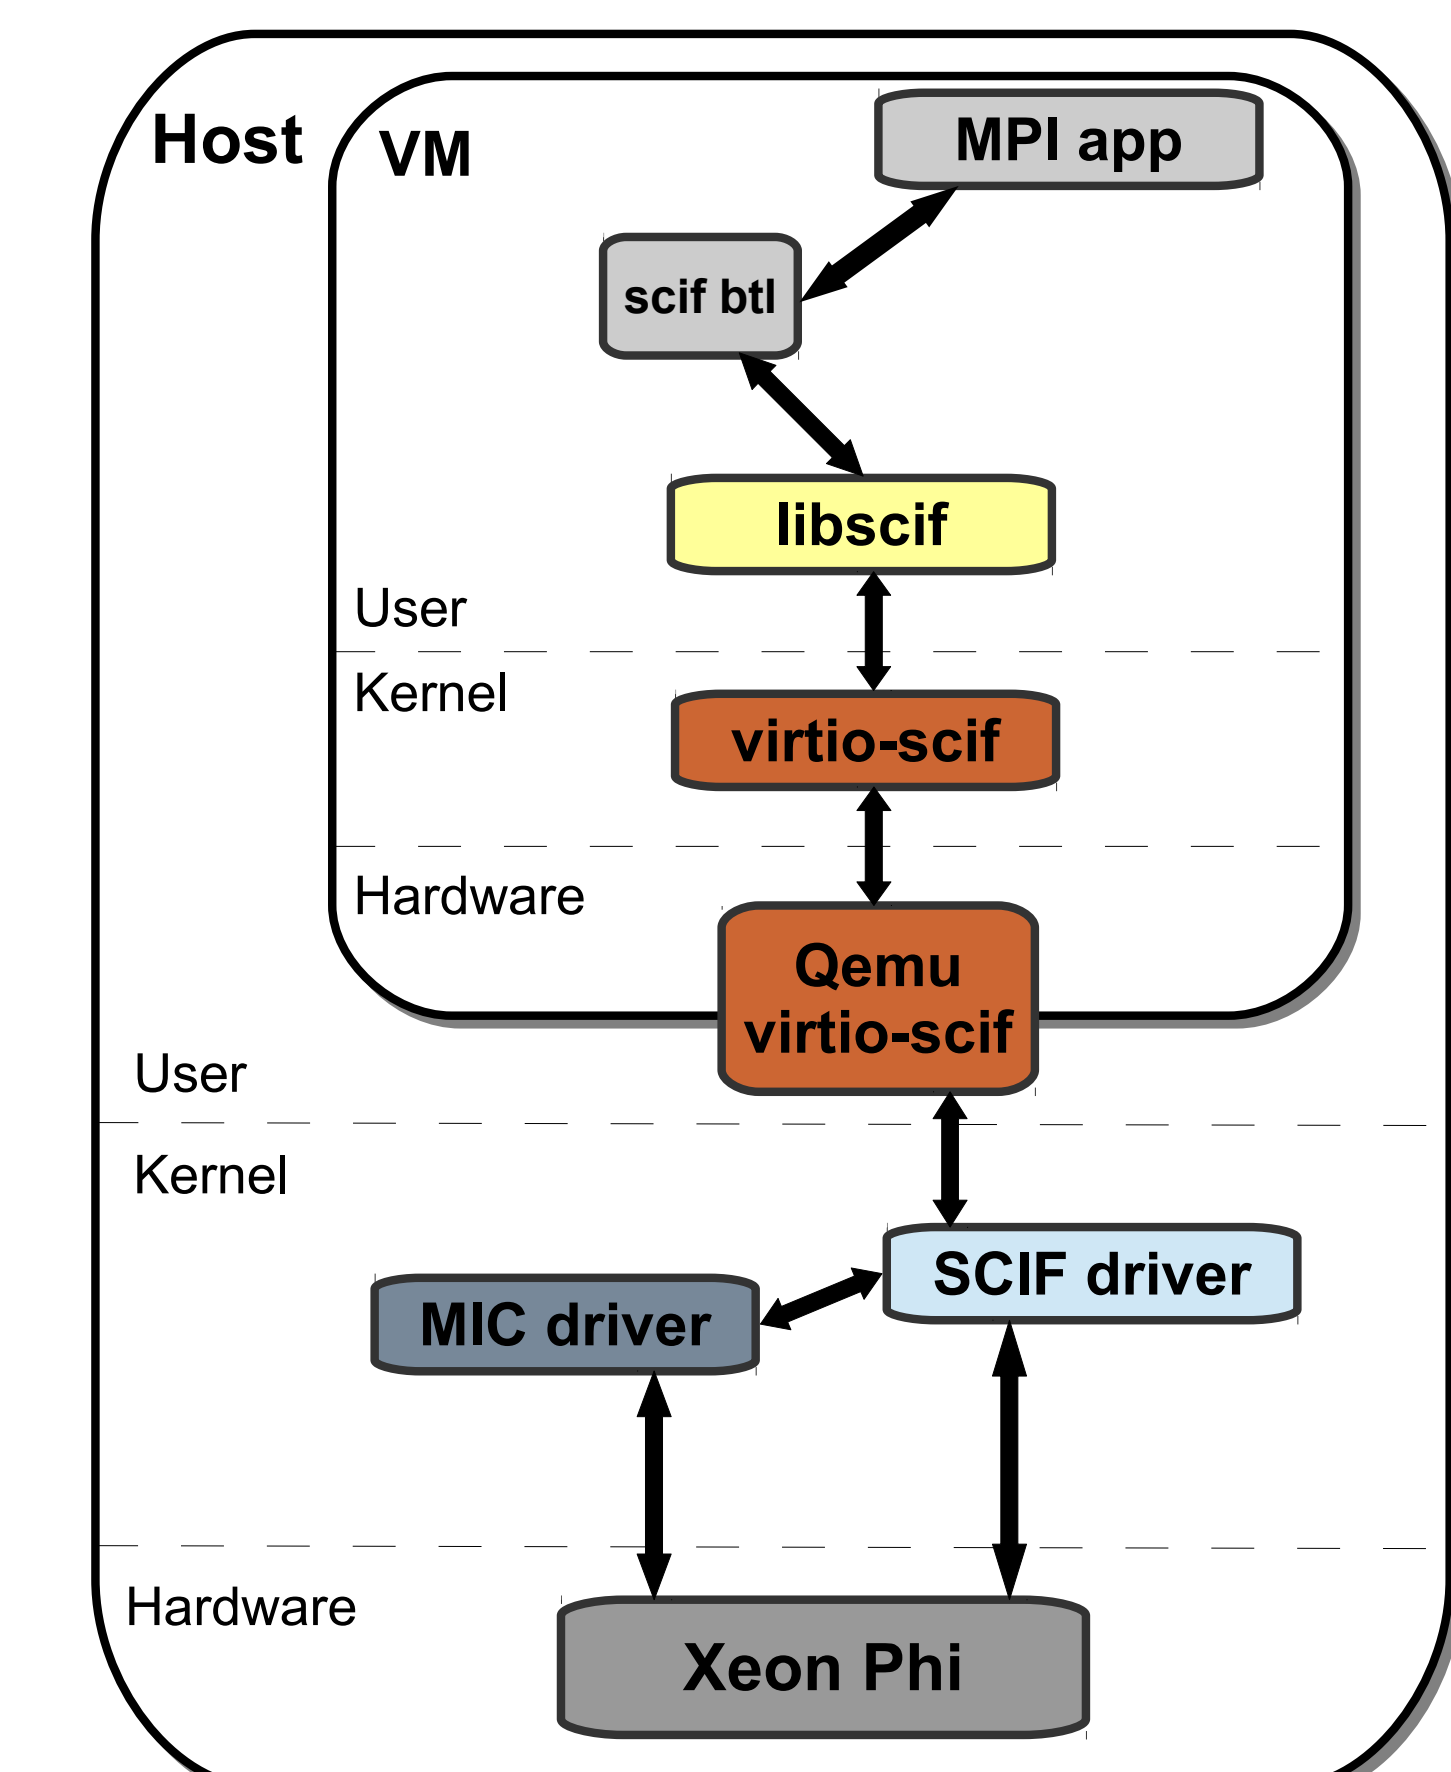 Host
VM
MPI app
scif btl
libscif
User
Kernel
virtio-scif
Hardware
Qemu
virtio-scif
User
Kernel
SCIF driver
MIC driver
Hardware
Xeon Phi